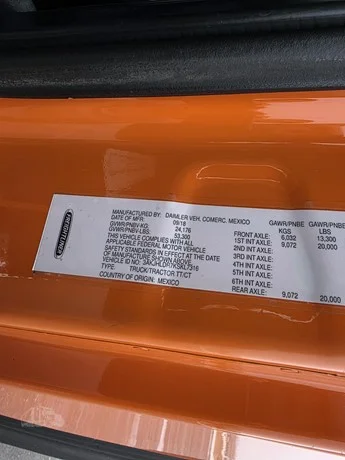 FREIGHTLINER
MANUFACTURED BY: DAIMLER VEH. COMERC. MEXICO
DATE OF MFR: 09/18
GVWR/PNBV-KG: 24,176
GVWR/PNBV-LBS: 53,300
THIS VEHICLE COMPLIES WITH ALL
APPLICABLE FEDERAL MOTOR VEHICLE
SAFETY STANDARDS IN EFFECT AT THE DATE
OF MANUFACTURE SHOWN ABOVE.
VEHICLE ID
TYPE: TRUCK/TRACTOR TT/CT
COUNTRY OF ORIGIN: MEXICO
GAWR/PNBE GAWR/PNBE
KGS LBS
FRONT AXLE: 6,032 13,300
1ST INT AXLE: 9,072 20,000
2ND INT AXLE:
3RD INT AXLE:
4TH INT AXLE:
5TH INT AXLE:
6TH INT AXLE:
REAR AXLE: 9,072 20,000